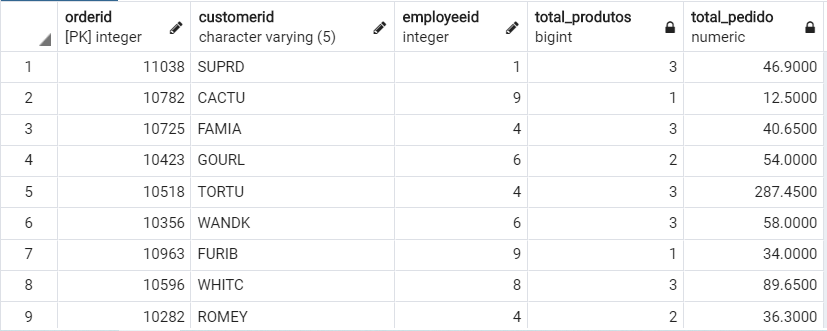 orderid customerid employeeid total_produtos total_pedido
[PK] integer character varying (5) integer bigint numeric
1 11038 SUPRD 1 3 46.9000
2 10782 CACTU 9 1 12.5000
3 10725 FAMIA 4 3 40.6500
4 10423 GOURL 6 2 54.0000
5 10518 TORTU 4 3 287.4500
6 10356 WANDK 6 3 58.0000
7 10963 FURIB 9 1 34.0000
8 10596 WHITC 8 3 89.6500
9 10282 ROMEY 4 2 36.3000